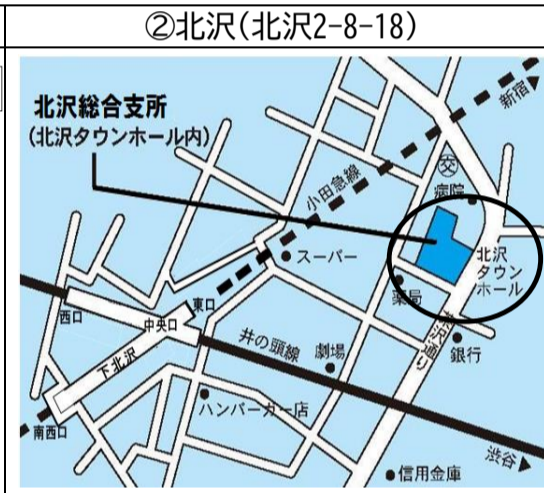 ②北沢(北沢2-8-18)
北沢総合支所
(北沢タウンホール内)
新宿
小田急線
交
病院
スーパー
北沢
タウン
ホール
薬局
東口
西口
中央口
井の頭線
劇場
茶沢通り
銀行
下北沢
ハンバーガー店
南西口
渋谷
信用金庫